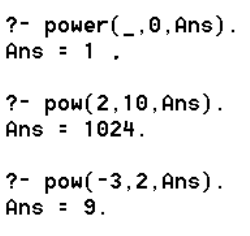 ?- power(_,0,Ans).
Ans = 1 .
?- pow(2,10,Ans).
Ans = 1024.
?- pow(-3,2,Ans).
Ans = 9.